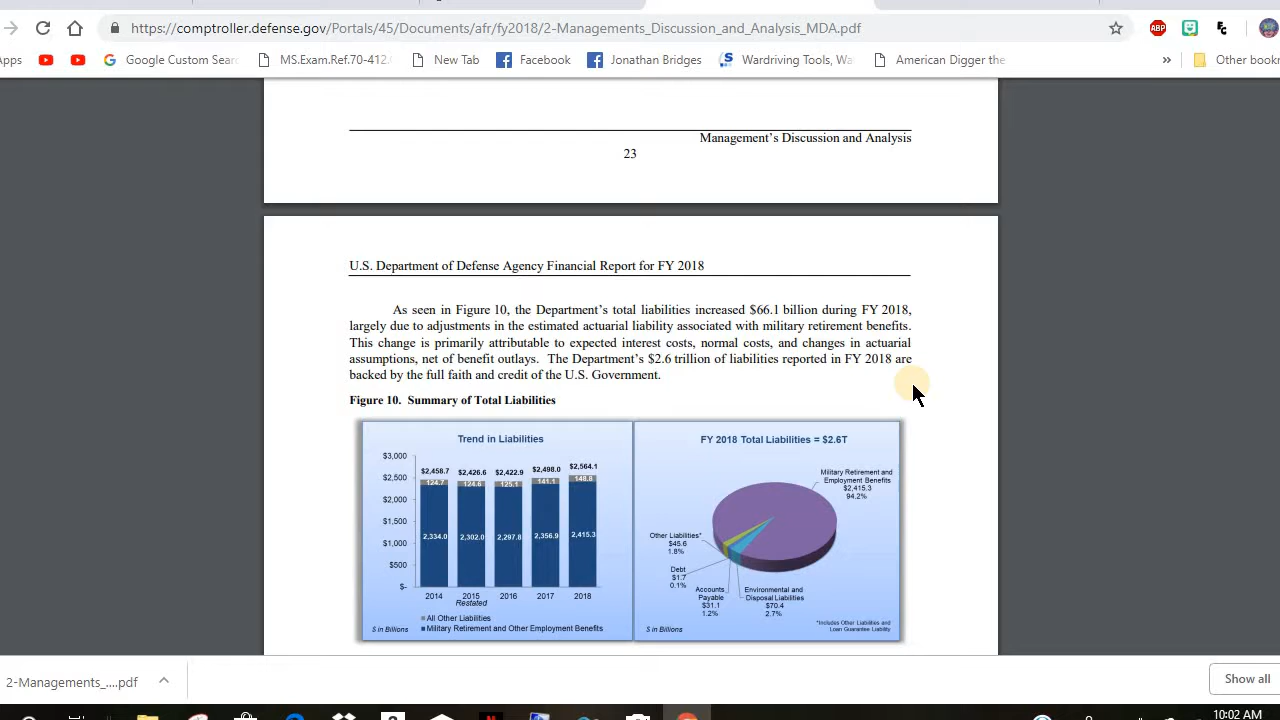 https://comptroller.defense.gov/Portals/45/Documents/afr/fy2018/2-Managements_Discussion_and_Analysis_MDA.pdf
ABP
Apps Google Custom Sear MS.Exam.Ref.70-412. New Tab Facebook Jonathan Bridges Wardriving Tools, Wa American Digger the » Other bookr
Management's Discussion and Analysis
23
U.S. Department of Defense Agency Financial Report for FY 2018
As seen in Figure 10, the Department's total liabilities increased $66.1 billion during FY 2018,
largely due to adjustments in the estimated actuarial liability associated with military retirement benefits.
This change is primarily attributable to expected interest costs, normal costs, and changes in actuarial
assumptions, net of benefit outlays. The Department's $2.6 trillion of liabilities reported in FY 2018 are
backed by the full faith and credit of the U.S. Government.
Figure 10. Summary of Total Liabilities
Trend in Liabilities
$3,000
$2,500
$2,000
$1,500
$1,000
$500
$-
$2,458.7 $2,426.6 $2,422.9 $2,498.0 $2,564.1
124.7 124.6 125.1 141.1 148.8
2,334.0 2,302.0 2,297.8 2,356.9 2,415.3
2014 2015 2016 2017 2018
Restated
All Other Liabilities
Military Retirement and Other Employment Benefits
$ in Billions
FY 2018 Total Liabilities = $2.6T
Military Retirement and
Employment Benefits
$2,415.3
94.2%
Other Liabilities*
$45.6
1.8%
Debt
$1.7
0.1%
Accounts
Payable
$31.1
1.2%
Environmental and
Disposal Liabilities
$70.4
2.7%
$ in Billions
*Includes Other Liabilities and
Loan Guarantee Liability
2-Managements_....pdf
Show all
10:02 AM